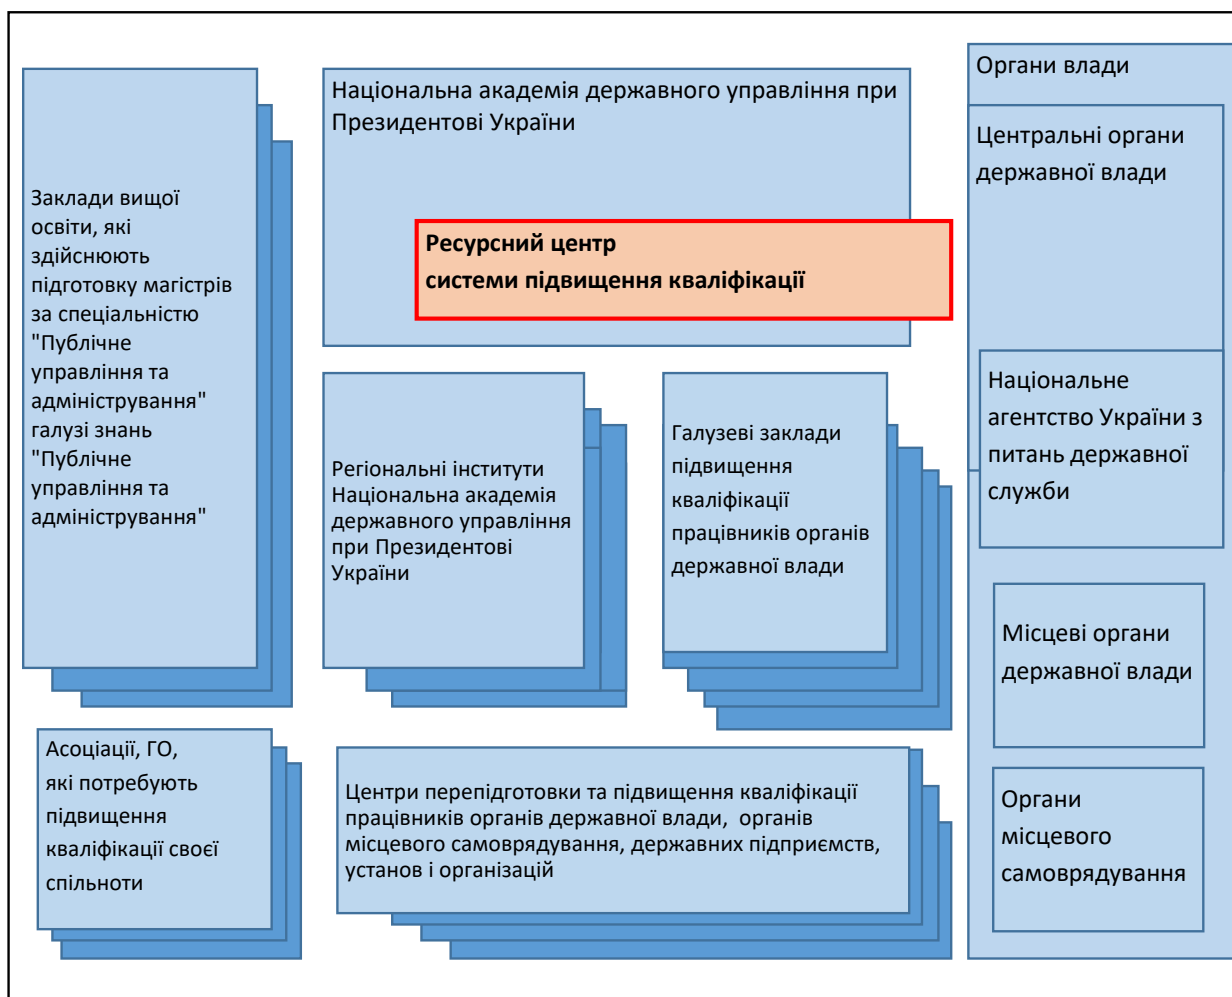 Заклади вищої
освіти, які
здійснюють
підготовку магістрів
за спеціальністю
"Публічне
управління та
адміністрування"
галузі знань
"Публічне
управління та
адміністрування"
Національна академія державного управління при
Президентові України
Ресурсний центр
системи підвищення кваліфікації
Регіональні інститути
Національна академія
державного управління
при Президентові
України
Галузеві заклади
підвищення
кваліфікації
працівників органів
державної влади
Асоціації, ГО,
які потребують
підвищення
кваліфікації своєї
спільноти
Центри перепідготовки та підвищення кваліфікації
працівників органів державної влади, органів
місцевого самоврядування, державних підприємств,
установ і організацій
Органи влади
Центральні органи
державної влади
Національне
агентство України з
питань державної
служби
Місцеві органи
державної влади
Органи
місцевого
самоврядування